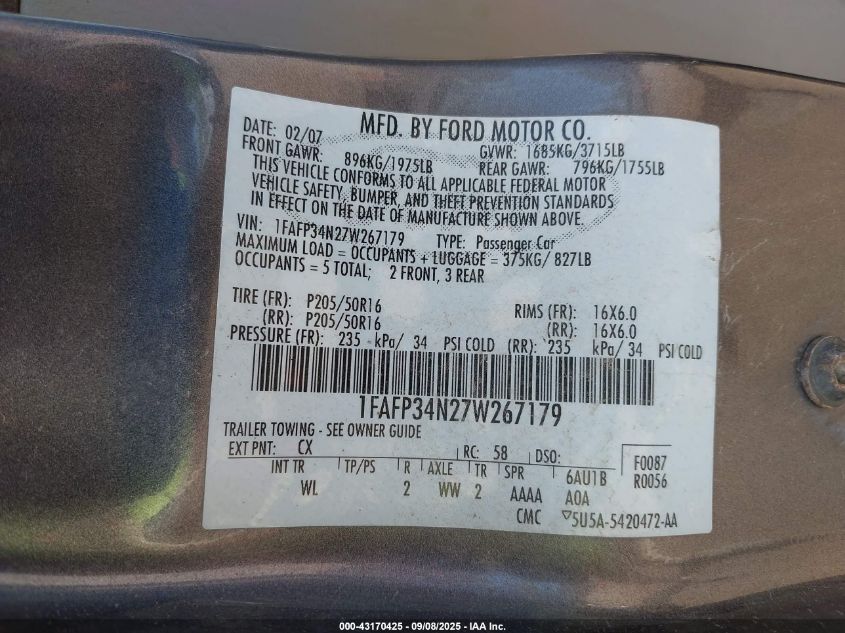 DATE: 02/07 MFD. BY FORD MOTOR CO.
FRONT GAWR: 896KG/1975LB GVWR: 1685KG/3715LB
REAR GAWR: 796KG/1755LB
THIS VEHICLE CONFORMS TO ALL APPLICABLE FEDERAL MOTOR
VEHICLE SAFETY, BUMPER, AND THEFT PREVENTION STANDARDS
IN EFFECT ON THE DATE OF MANUFACTURE SHOWN ABOVE.
VIN: 1FAFP34N27W267179 TYPE: Passenger Car
MAXIMUM LOAD = OCCUPANTS + LUGGAGE = 375KG/ 827LB
OCCUPANTS = 5 TOTAL; 2 FRONT, 3 REAR
TIRE (FR): P205/50R16 RIMS (FR): 16X6.0
(RR): P205/50R16 (RR): 16X6.0
PRESSURE (FR): 235 kPa/ 34 PSI COLD (RR): 235 kPa/ 34 PSI COLD
1FAFP34N27W267179
TRAILER TOWING - SEE OWNER GUIDE
EXT PNT: CX RC: 58 DSO: F0087
INT TR TP/PS R AXLE TR SPR 6AU1B R0056
WL 2 WW 2 AAAA A0A
CMC ▽5U5A-5420472-AA
000-43170425 - 09/08/2025 - IAA Inc.